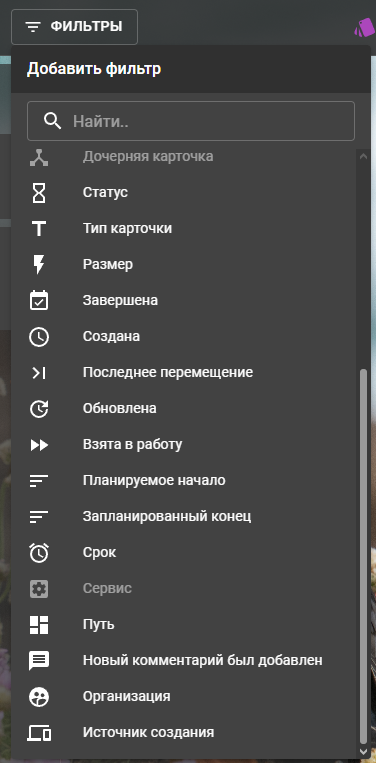 ФИЛЬТРЫ
Добавить фильтр
Найти..
Дочерняя карточка
Статус
Тип карточки
Размер
Завершена
Создана
Последнее перемещение
Обновлена
Взята в работу
Планируемое начало
Запланированный конец
Срок
Сервис
Путь
Новый комментарий был добавлен
Организация
Источник создания